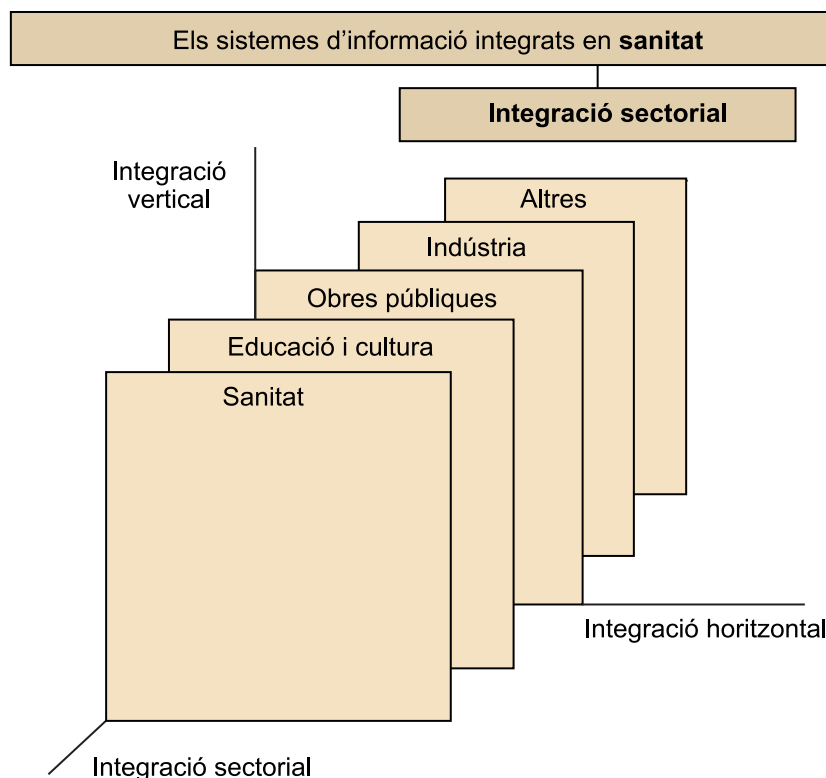 Els sistemes d’informació integrats en sanitat
Integració sectorial
Integració
vertical
Altres
Indústria
Obres públiques
Educació i cultura
Sanitat
Integració horitzontal
Integració sectorial